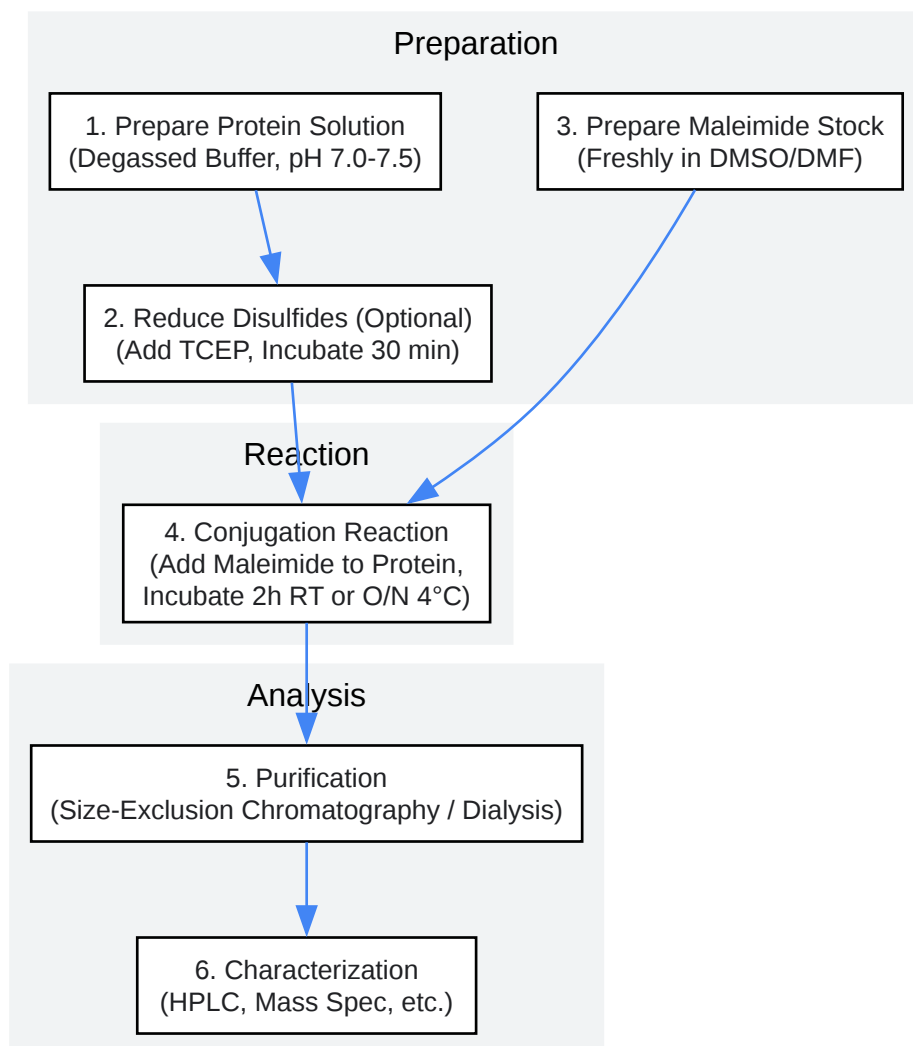 Preparation
1. Prepare Protein Solution
(Degassed Buffer, pH 7.0-7.5)
3. Prepare Maleimide Stock
(Freshly in DMSO/DMF)
2. Reduce Disulfides (Optional)
(Add TCEP, Incubate 30 min)
Reaction
4. Conjugation Reaction
(Add Maleimide to Protein,
Incubate 2h RT or O/N 4°C)
Analysis
5. Purification
(Size-Exclusion Chromatography / Dialysis)
6. Characterization
(HPLC, Mass Spec, etc.)